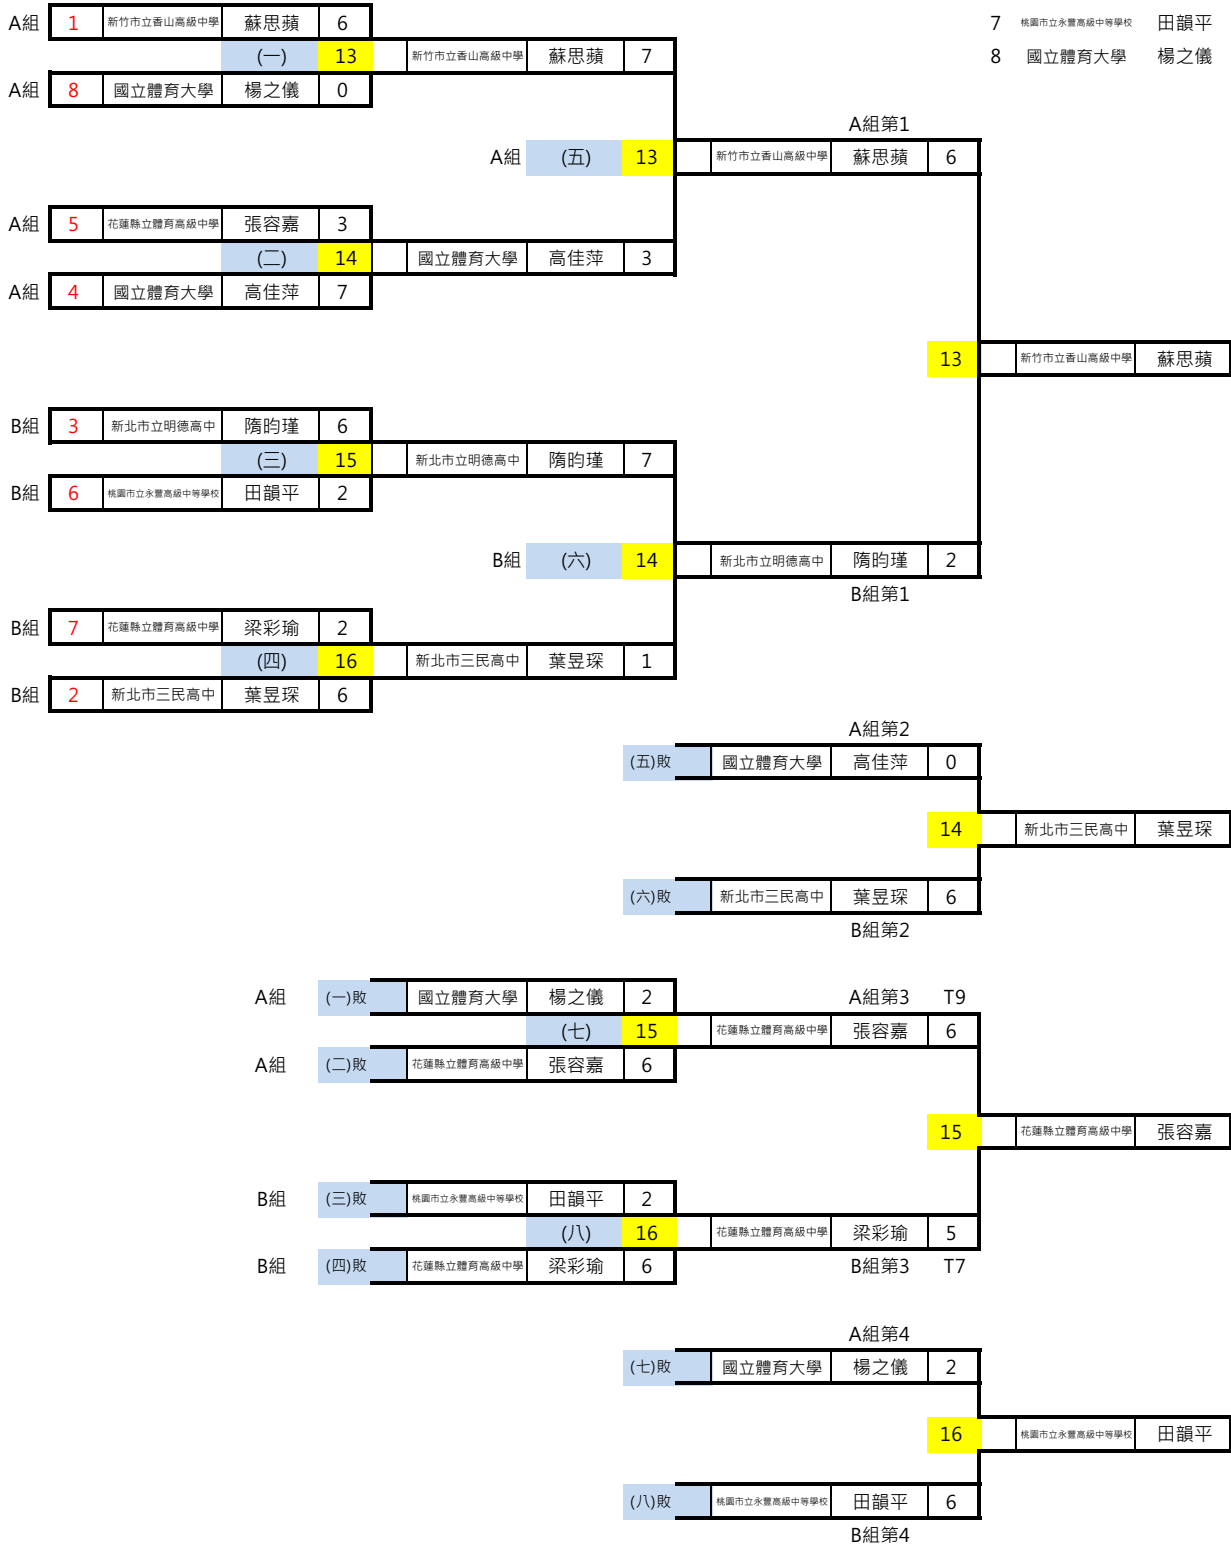 A組 1 新竹市立香山高級中學 蘇思蘋 6 7 桃園市立永豐高級中等學校 田韻平
(一) 13 新竹市立香山高級中學 蘇思蘋 7 8 國立體育大學 楊之儀
A組 8 國立體育大學 楊之儀 0
A組第1
A組 (五) 13 新竹市立香山高級中學 蘇思蘋 6
A組 5 花蓮縣立體育高級中學 張容嘉 3
(二) 14 國立體育大學 高佳萍 3
A組 4 國立體育大學 高佳萍 7
13 新竹市立香山高級中學 蘇思蘋
B組 3 新北市立明德高中 隋昀瑾 6
(三) 15 新北市立明德高中 隋昀瑾 7
B組 6 桃園市立永豐高級中等學校 田韻平 2
B組 (六) 14 新北市立明德高中 隋昀瑾 2
B組第1
B組 7 花蓮縣立體育高級中學 梁彩瑜 2
(四) 16 新北市三民高中 葉昱琛 1
B組 2 新北市三民高中 葉昱琛 6
A組第2
(五)敗 國立體育大學 高佳萍 0
14 新北市三民高中 葉昱琛
(六)敗 新北市三民高中 葉昱琛 6
B組第2
A組 (一)敗 國立體育大學 楊之儀 2 A組第3 T9
(七) 15 花蓮縣立體育高級中學 張容嘉 6
A組 (二)敗 花蓮縣立體育高級中學 張容嘉 6
15 花蓮縣立體育高級中學 張容嘉
B組 (三)敗 桃園市立永豐高級中等學校 田韻平 2
(八) 16 花蓮縣立體育高級中學 梁彩瑜 5
B組 (四)敗 花蓮縣立體育高級中學 梁彩瑜 6 B組第3 T7
A組第4
(七)敗 國立體育大學 楊之儀 2
16 桃園市立永豐高級中等學校 田韻平
(八)敗 桃園市立永豐高級中等學校 田韻平 6
B組第4